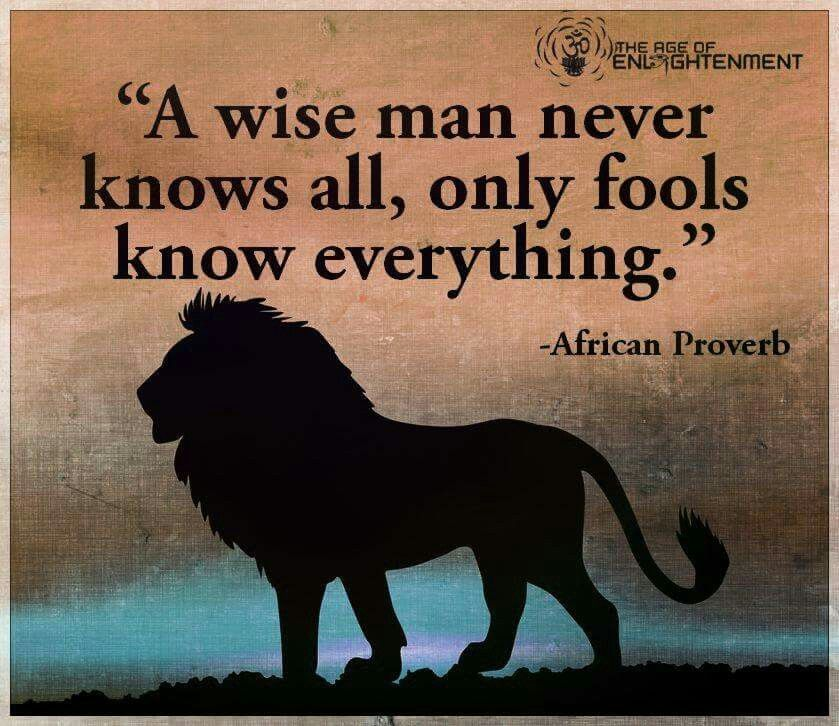 THE AGE OF
ENLIGHTENMENT
“A wise man never
knows all, only fools
know everything.”
-African Proverb